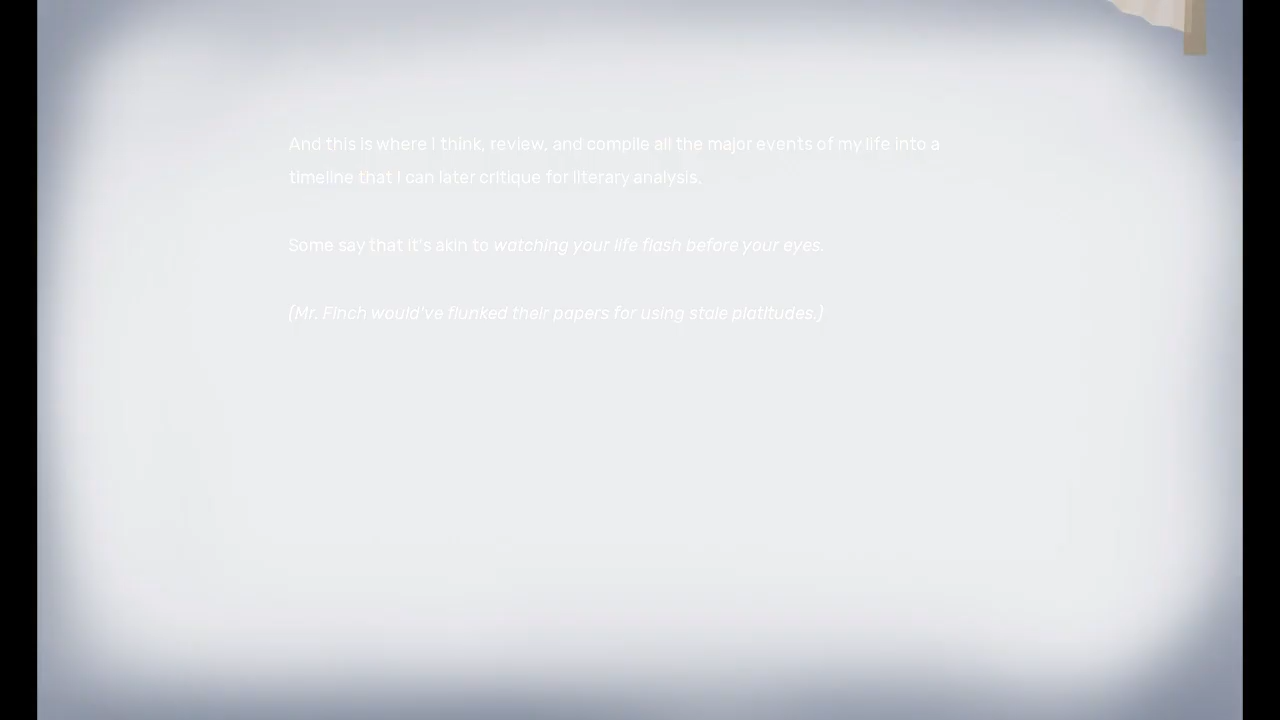 And this is where I think, review, and compile all the major events of my life into a
timeline that I can later critique for literary analysis.
Some say that it's akin to watching your life flash before your eyes.
(Mr. Finch would've flunked their papers for using stale platitudes.)